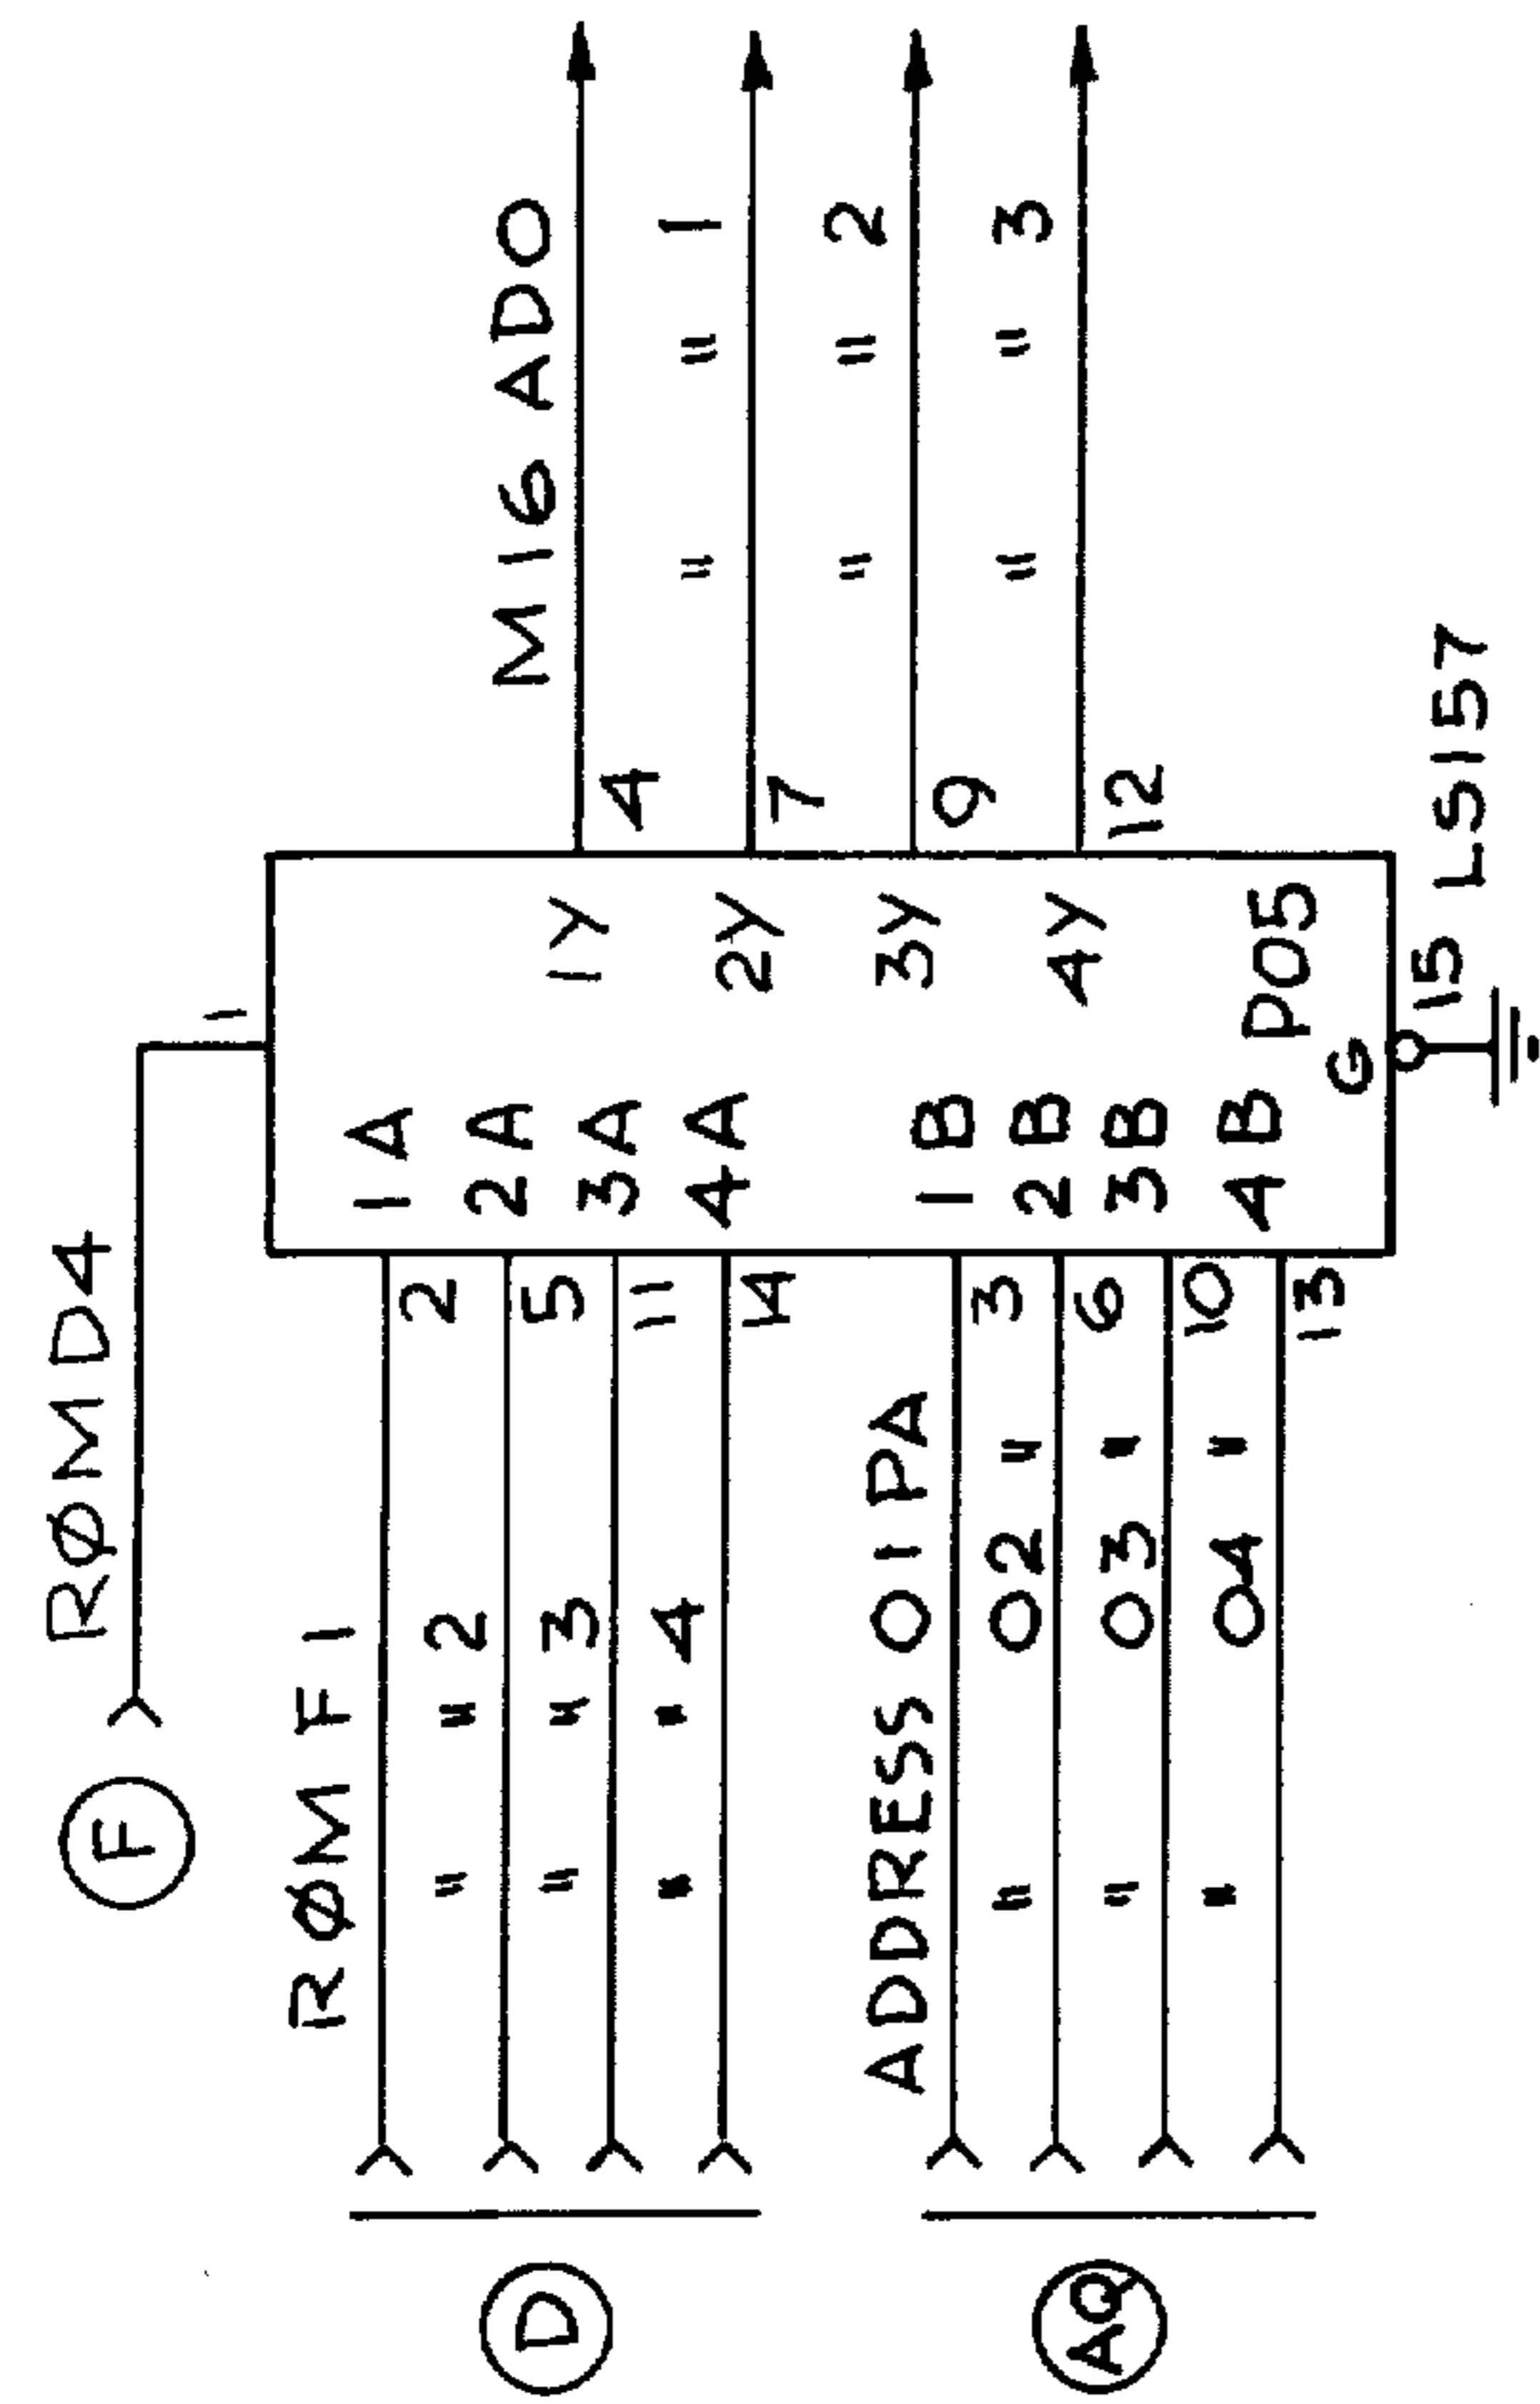 F RØMD4
1
D
RØM F1
" " 2
" " 3
" " 4
2 1A
5 2A
11 3A
14 4A
AQ
ADDRESS 01 PA
" 02 "
" 03 "
" 04 "
3 1B
6 2B
10 3B
13 4B
1Y 4 M16 AD0
2Y 7 " " 1
3Y 9 " " 2
4Y 12 " " 3
P05
G
15 LS157